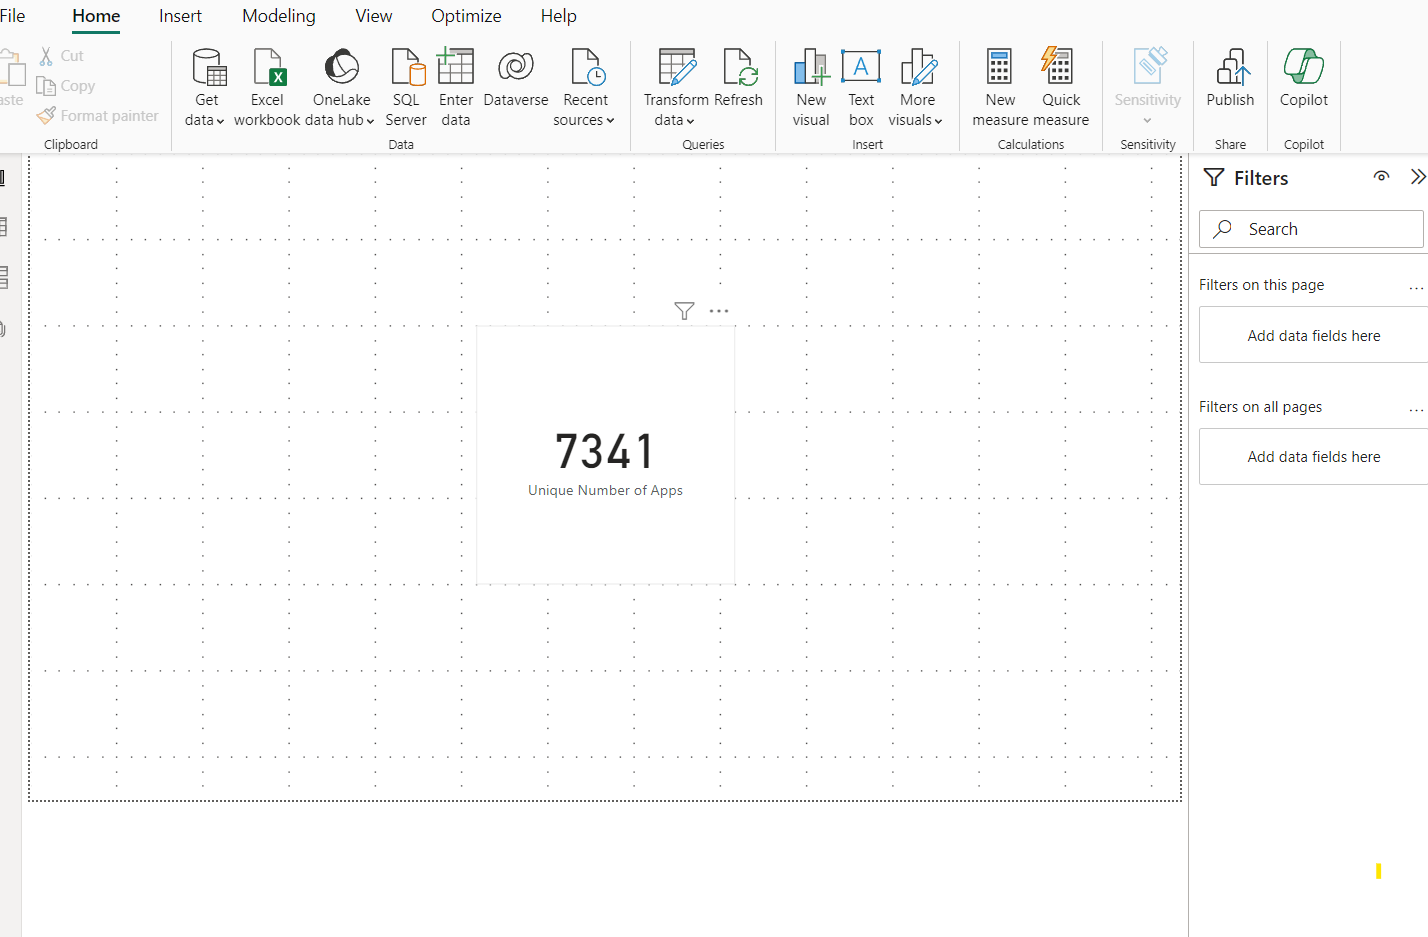 File Home Insert Modeling View Optimize Help
Cut
Copy
Format painter
Clipboard
Get data
Excel workbook
OneLake data hub
SQL Server
Enter data
Dataverse
Recent sources
Data
Transform data
Refresh
Queries
New visual
Text box
More visuals
Insert
New measure
Quick measure
Calculations
Sensitivity
Sensitivity
Publish
Share
Copilot
Copilot
7341
Unique Number of Apps
Filters
Search
Filters on this page
Add data fields here
Filters on all pages
Add data fields here